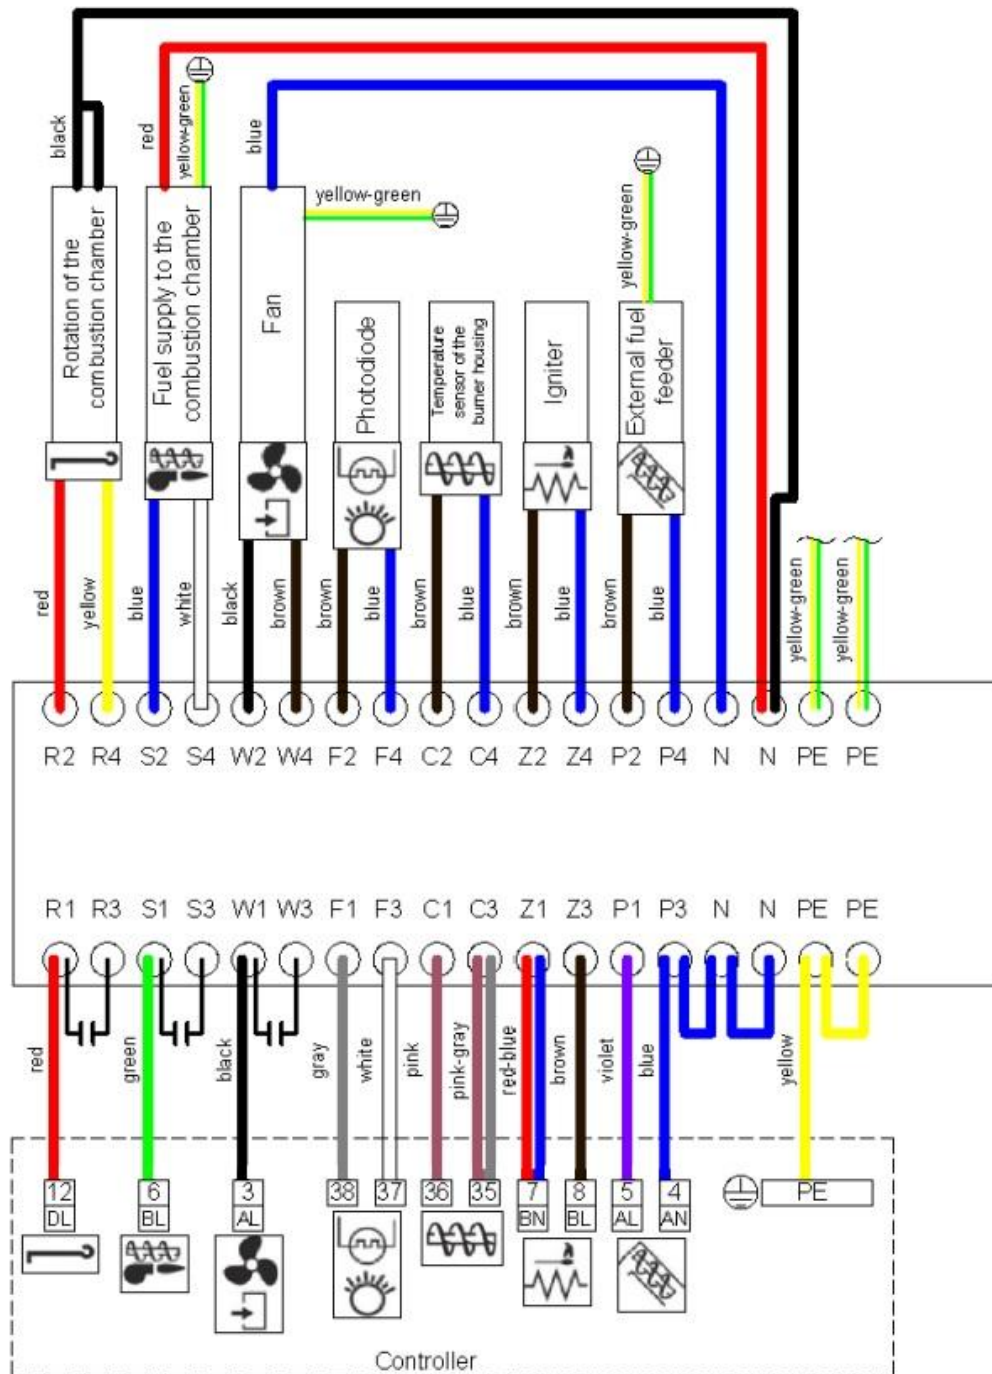 black
red
yellow-green
blue
yellow-green
yellow-green
Rotation of the
combustion chamber
Fuel supply to the
combustion chamber
Fan
Photodiode
Temperature
sensor of the
burner housing
Igniter
External fuel
feeder
red
yellow
blue
white
black
brown
brown
blue
brown
blue
brown
blue
brown
blue
yellow-green
yellow-green
R2 R4 S2 S4 W2 W4 F2 F4 C2 C4 Z2 Z4 P2 P4 N N PE PE
R1 R3 S1 S3 W1 W3 F1 F3 C1 C3 Z1 Z3 P1 P3 N N PE PE
red
green
black
gray
white
pink
pink-gray
red-blue
brown
violet
blue
yellow
12 6 3 38 37 36 35 7 8 5 4 PE
DL BL AL BN BL AL AN
Controller